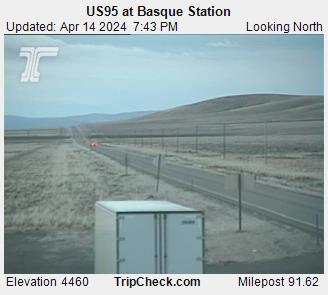 US95 at Basque Station
Updated: Apr 14 2024 7:43 PM Looking North
Elevation 4460 TripCheck.com Milepost 91.62